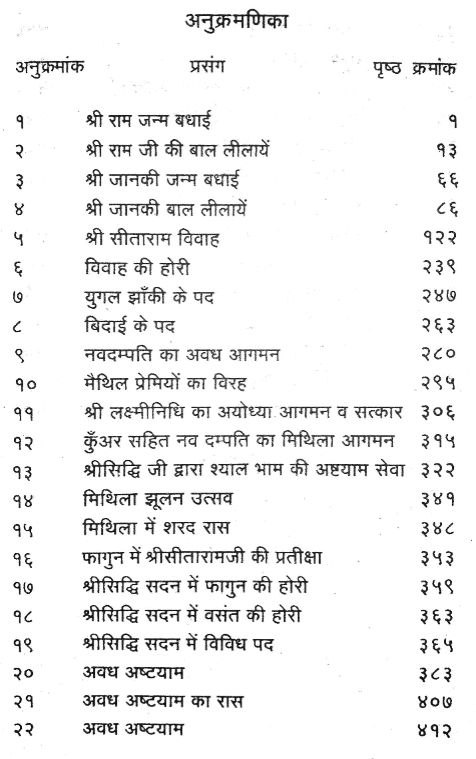 अनुक्रमणिका
अनुक्रमांक प्रसंग पृष्ठ क्रमांक
१ श्री राम जन्म बधाई १
२ श्री राम जी की बाल लीलायें १३
३ श्री जानकी जन्म बधाई ६६
४ श्री जानकी बाल लीलायें ८६
५ श्री सीताराम विवाह १२२
६ विवाह की होरी २३९
७ युगल झाँकी के पद २४७
८ बिदाई के पद २६३
९ नवदम्पति का अवध आगमन २८०
१० मैथिल प्रेमियों का विरह २९५
११ श्री लक्ष्मीनिधि का अयोध्या आगमन व सत्कार ३०६
१२ कुँअर सहित नव दम्पति का मिथिला आगमन ३१५
१३ श्रीसिद्धि जी द्वारा श्याल भाम की अष्टयाम सेवा ३२२
१४ मिथिला झूलन उत्सव ३४१
१५ मिथिला में शरद रास ३४८
१६ फागुन में श्रीसीतारामजी की प्रतीक्षा ३५३
१७ श्रीसिद्धि सदन में फागुन की होरी ३५९
१८ श्रीसिद्धि सदन में वसंत की होरी ३६३
१९ श्रीसिद्धि सदन में विविध पद ३६५
२० अवध अष्टयाम ३८३
२१ अवध अष्टयाम का रास ४०७
२२ अवध अष्टयाम ४१२